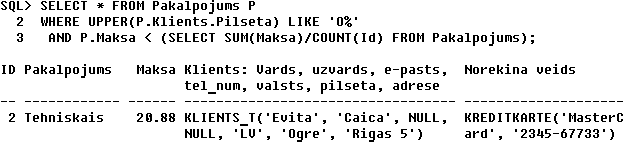 SQL> SELECT * FROM Pakalpojums P
2 WHERE UPPER(P.Klients.Pilseta) LIKE 'O%'
3 AND P.Maksa < (SELECT SUM(Maksa)/COUNT(Id) FROM Pakalpojums);
ID Pakalpojums Maksa Klients: Vards, uzvards, e-pasts, Norekina veids
tel_num, valsts, pilseta, adrese
-- ------------- ------ --------------------------------- ---------------------
2 Tehniskais 20.88 KLIENTS_T('Evita', 'Caica', NULL, KREDITKARTE('MasterC
NULL, 'LV', 'Ogre', 'Rigas 5') ard', '2345-67733')